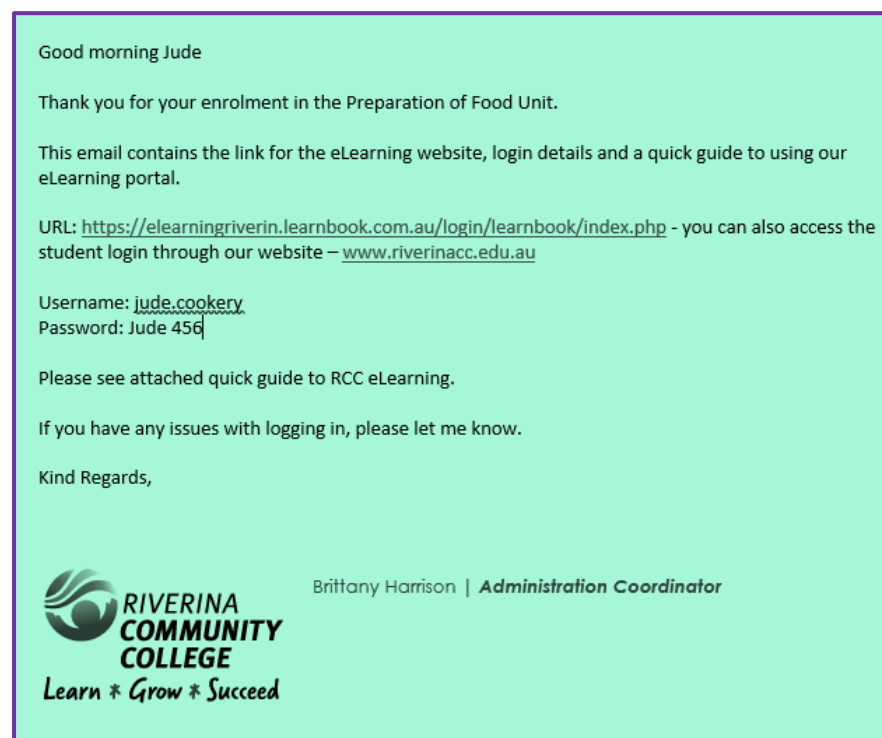 Good morning Jude
Thank you for your enrolment in the Preparation of Food Unit.
This email contains the link for the eLearning website, login details and a quick guide to using our
eLearning portal.
URL: https://elearningriverin.learnbook.com.au/login/learnbook/index.php - you can also access the
student login through our website – www.riverinacc.edu.au
Username: jude.cookery
Password: Jude 456
Please see attached quick guide to RCC eLearning.
If you have any issues with logging in, please let me know.
Kind Regards,
Brittany Harrison | Administration Coordinator
RIVERINA
COMMUNITY
COLLEGE
Learn * Grow * Succeed